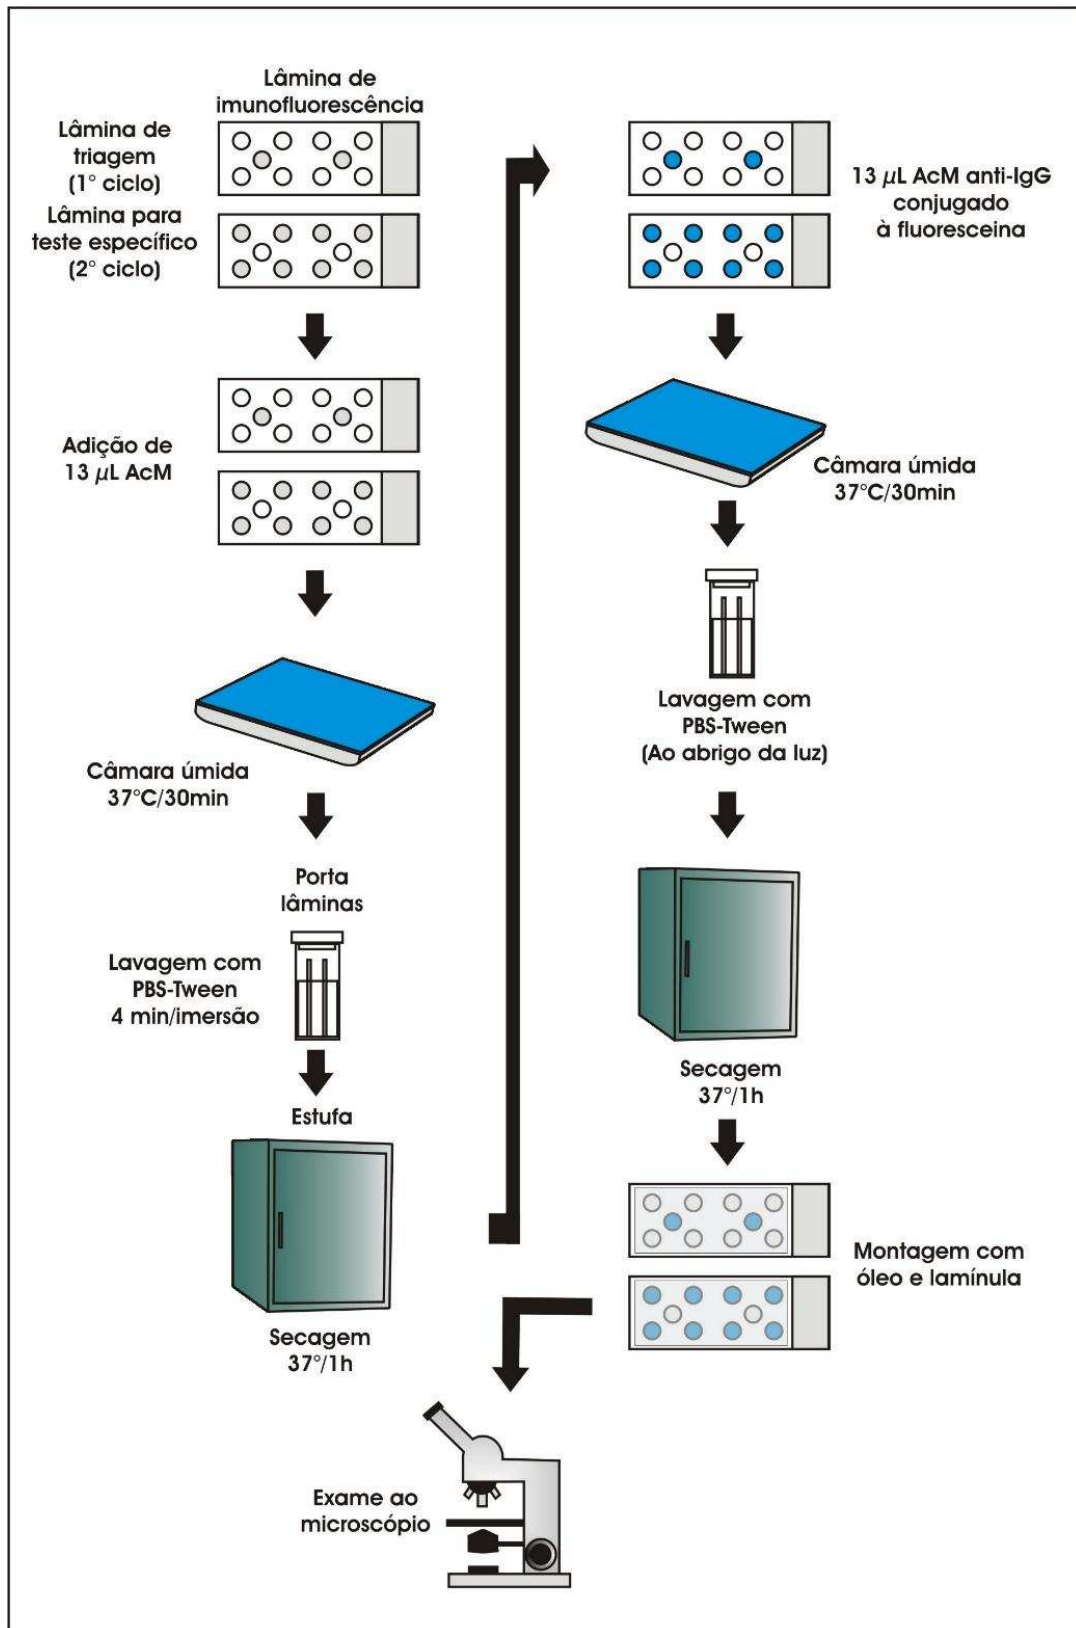 Lâmina de
imunofluorescência
Lâmina de
triagem
(1° ciclo)
Lâmina para
teste específico
(2° ciclo)
Adição de
13 μL AcM
Câmara úmida
37°C/30min
Porta
lâminas
Lavagem com
PBS-Tween
4 min/imersão
Estufa
Secagem
37°/1h
13 μL AcM anti-IgG
conjugado
à fluoresceina
Câmara úmida
37°C/30min
Lavagem com
PBS-Tween
(Ao abrigo da luz)
Secagem
37°/1h
Montagem com
óleo e lamínula
Exame ao
microscópio